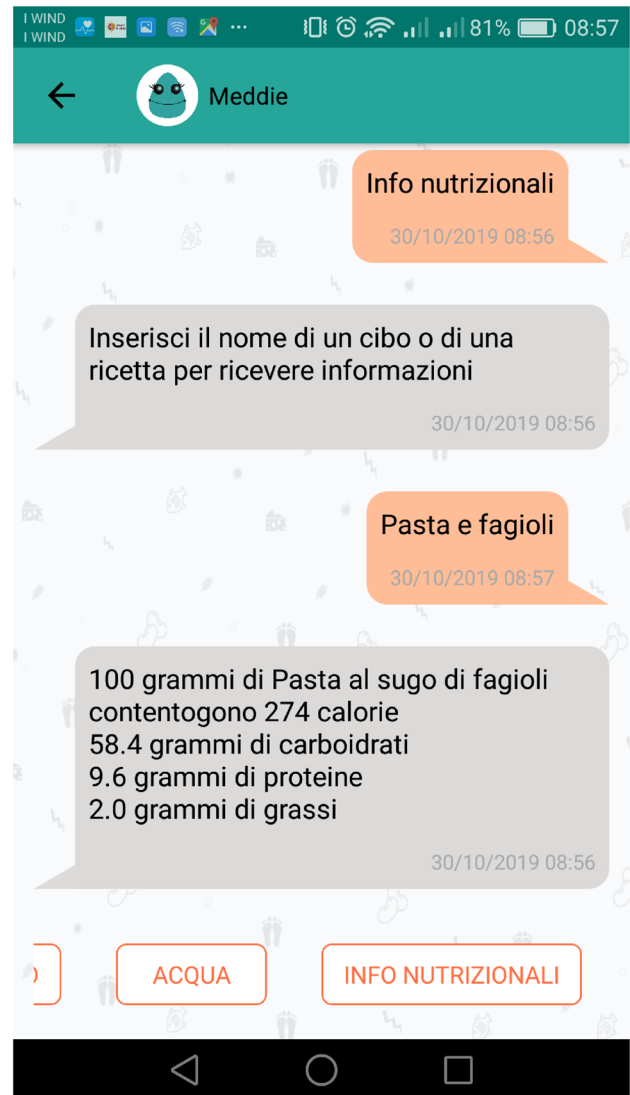 I WIND
I WIND
81% 08:57
Meddie
Info nutrizionali
30/10/2019 08:56
Inserisci il nome di un cibo o di una
ricetta per ricevere informazioni
30/10/2019 08:56
Pasta e fagioli
30/10/2019 08:57
100 grammi di Pasta al sugo di fagioli
contentogono 274 calorie
58.4 grammi di carboidrati
9.6 grammi di proteine
2.0 grammi di grassi
30/10/2019 08:56
ACQUA INFO NUTRIZIONALI